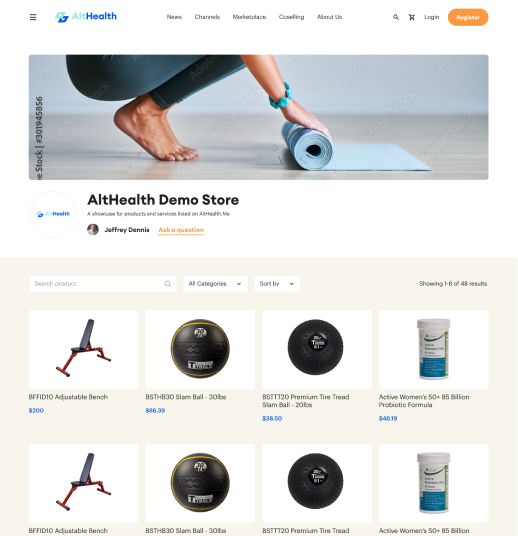 AltHealth
News
Channels
Marketplace
Coselling
About Us
Login
Register
e Stock | #301945856
Adobe Stock
AltHealth
AltHealth Demo Store
A showcase for products and services listed on AltHealth.Me
Jeffrey Dennis
Ask a question
Search product
All Categories
Sort by
Showing 1-6 of 48 results
BFFID10 Adjustable Bench
$200
BSTHB30 Slam Ball - 30lbs
$86.39
BSTTT20 Premium Tire Tread
Slam Ball - 20lbs
$38.50
Active Women's 50+ 85 Billion
Probiotic Formula
$46.19
BFFID10 Adjustable Bench
BSTHB30 Slam Ball - 30lbs
BSTTT20 Premium Tire Tread
Active Women's 50+ 85 Billion